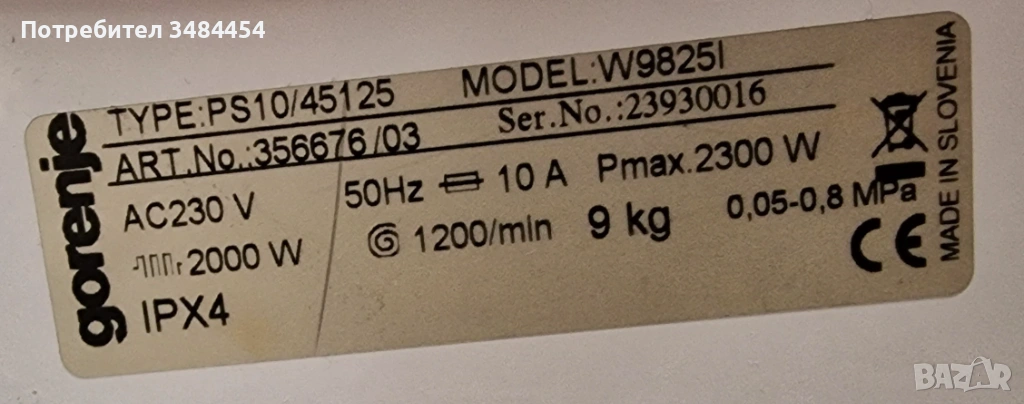 Потребител 3484454
gorenje
TYPE:PS10/45125 MODEL:W9825I
ART.No.:356676/03 Ser.No.:23930016
AC230 V 50Hz 10 A Pmax.2300 W
2000 W 1200/min 9 kg 0,05-0,8 MPa
IPX4
CE
MADE IN SLOVENIA
BAZAR